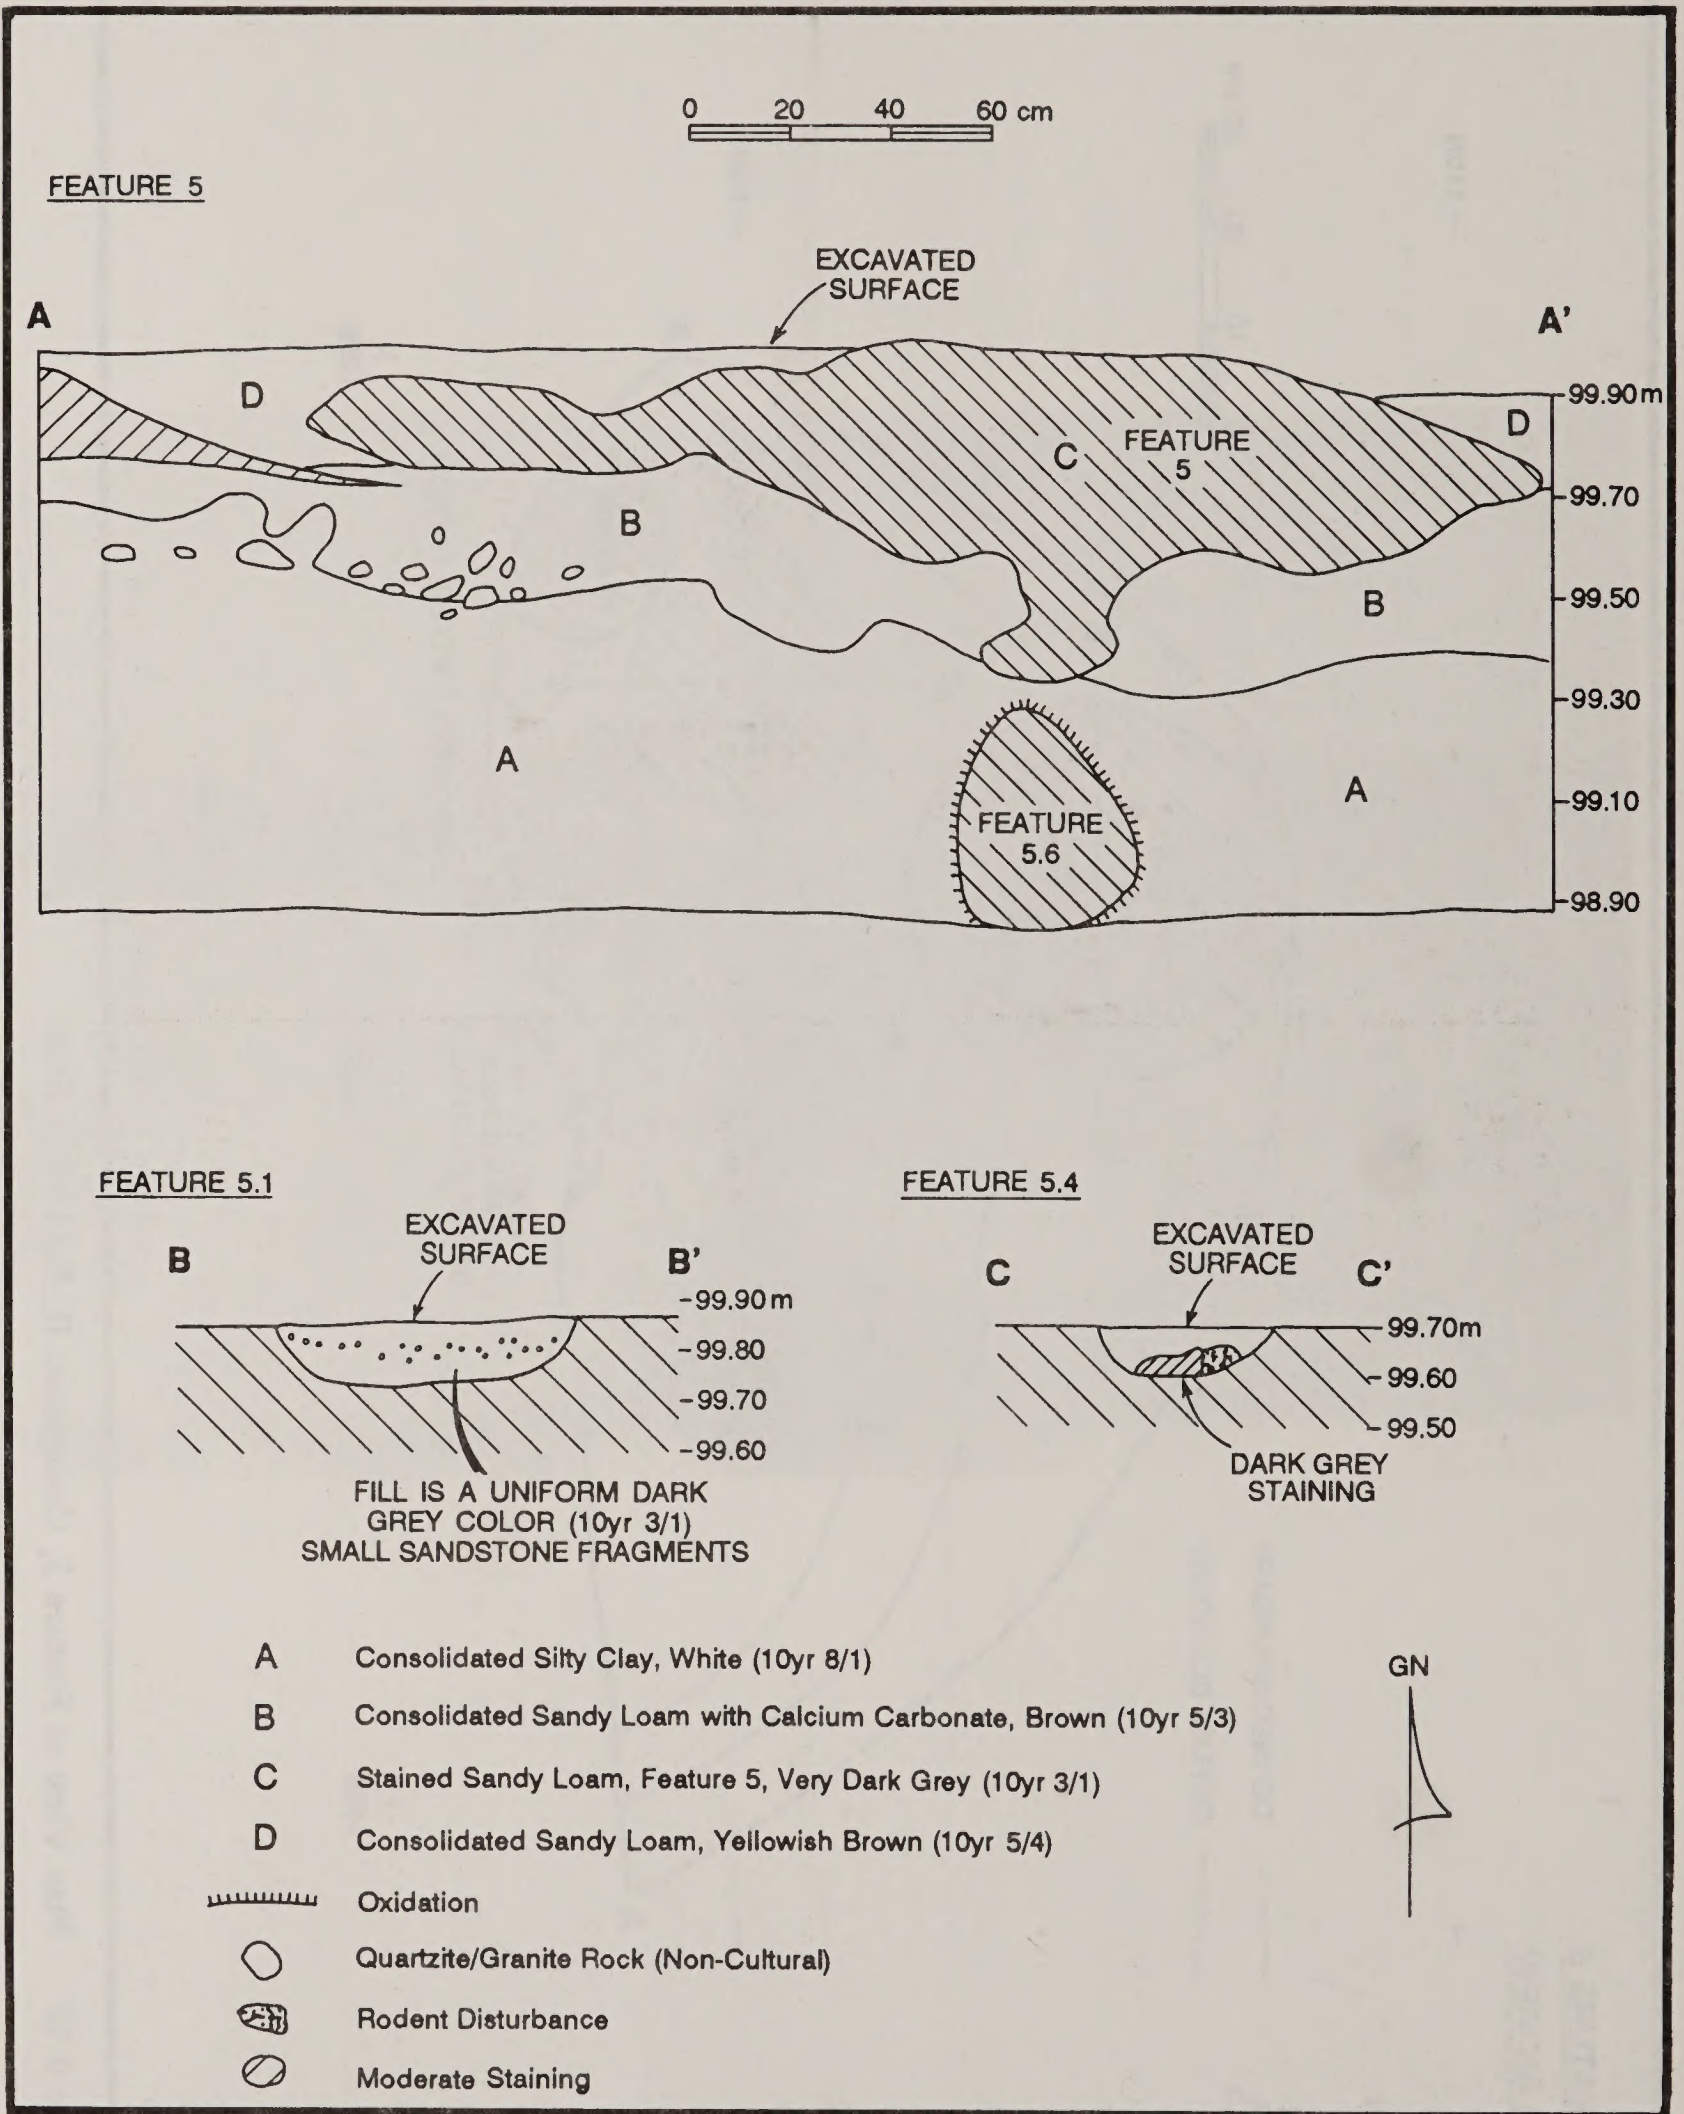 0 20 40 60 cm
FEATURE 5
EXCAVATED
SURFACE
A A'
D
99.90m
D
C FEATURE
5
99.70
B
99.50
B
99.30
A
A
99.10
FEATURE
5.6
98.90
FEATURE 5.1
EXCAVATED
SURFACE
B B'
99.90m
99.80
99.70
99.60
FILL IS A UNIFORM DARK
GREY COLOR (10yr 3/1)
SMALL SANDSTONE FRAGMENTS
FEATURE 5.4
EXCAVATED
SURFACE
C C'
99.70m
99.60
99.50
DARK GREY
STAINING
A Consolidated Silty Clay, White (10yr 8/1)
B Consolidated Sandy Loam with Calcium Carbonate, Brown (10yr 5/3)
C Stained Sandy Loam, Feature 5, Very Dark Grey (10yr 3/1)
D Consolidated Sandy Loam, Yellowish Brown (10yr 5/4)
Oxidation
Quartzite/Granite Rock (Non-Cultural)
Rodent Disturbance
Moderate Staining
GN